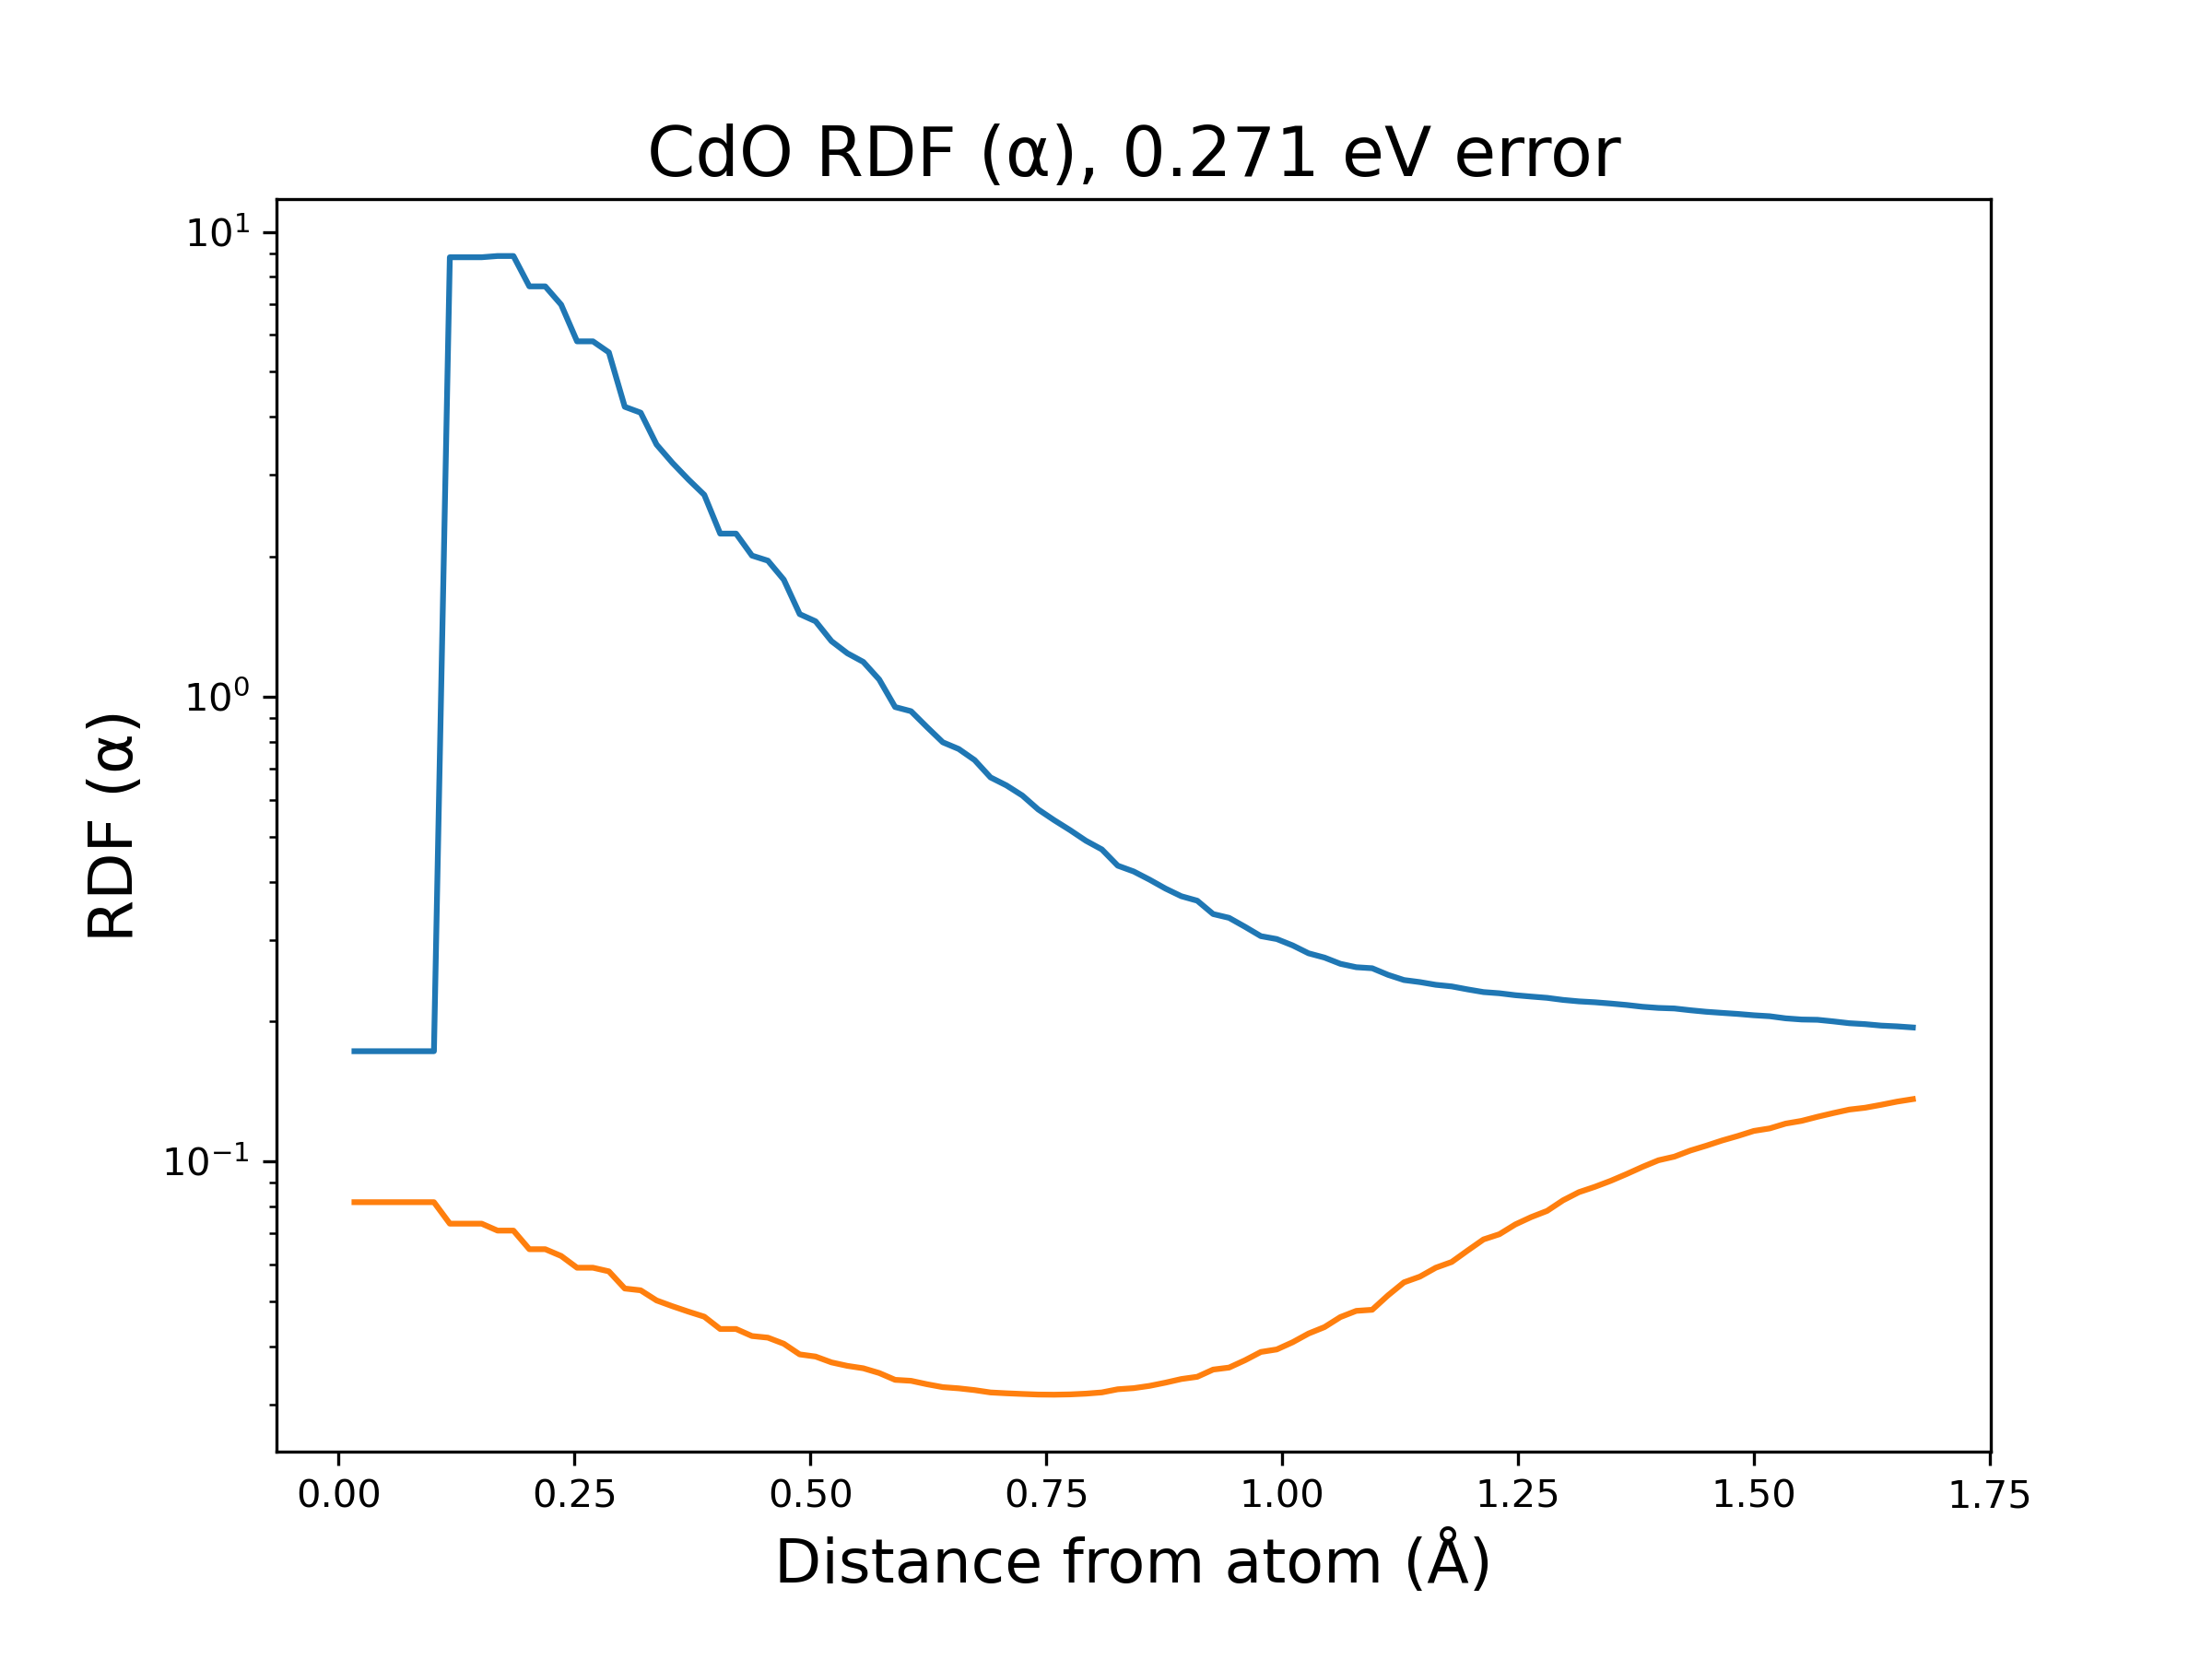 CdO RDF (α), 0.271 eV error
RDF (α)
10¹
10⁰
10⁻¹
0.00 0.25 0.50 0.75 1.00 1.25 1.50 1.75
Distance from atom (Å)